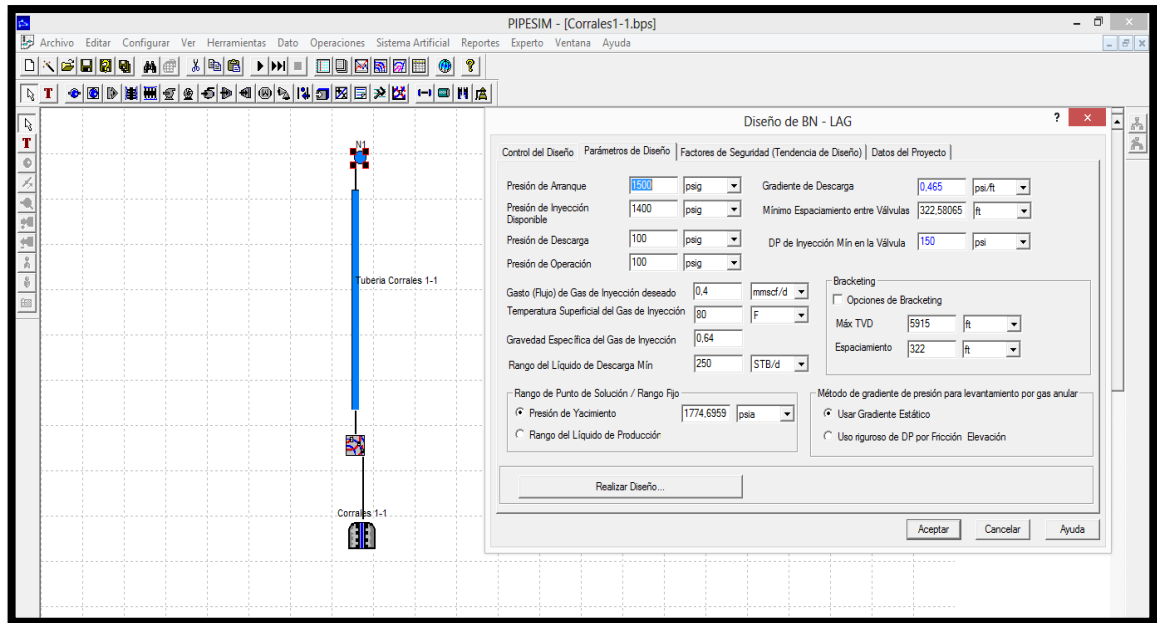 PIPESIM - [Corrales1-1.bps]
Archivo Editar Configurar Ver Herramientas Dato Operaciones Sistema Artificial Reportes Experto Ventana Ayuda
T
T
N1
Tuberia Corrales 1-1
Corrales 1-1
Diseño de BN - LAG
Control del Diseño Parámetros de Diseño Factores de Seguridad (Tendencia de Diseño) Datos del Proyecto
Presión de Arranque 1500 psig Gradiente de Descarga 0,465 psi/ft
Presión de Inyección Disponible 1400 psig Mínimo Espaciamiento entre Válvulas 322,58065 ft
Presión de Descarga 100 psig DP de Inyección Mín en la Válvula 150 psi
Presión de Operación 100 psig
Gasto (Flujo) de Gas de Inyección deseado 0,4 mmscf/d
Temperatura Superficial del Gas de Inyección 80 F
Gravedad Específica del Gas de Inyección 0,64
Rango del Líquido de Descarga Mín 250 STB/d
Bracketing
Opciones de Bracketing
Máx TVD 5915 ft
Espaciamiento 322 ft
Rango de Punto de Solución / Rango Fijo
Presión de Yacimiento 1774,6959 psia
Rango del Líquido de Producción
Método de gradiente de presión para levantamiento por gas anular
Usar Gradiente Estático
Uso riguroso de DP por Fricción Elevación
Realizar Diseño...
Aceptar Cancelar Ayuda